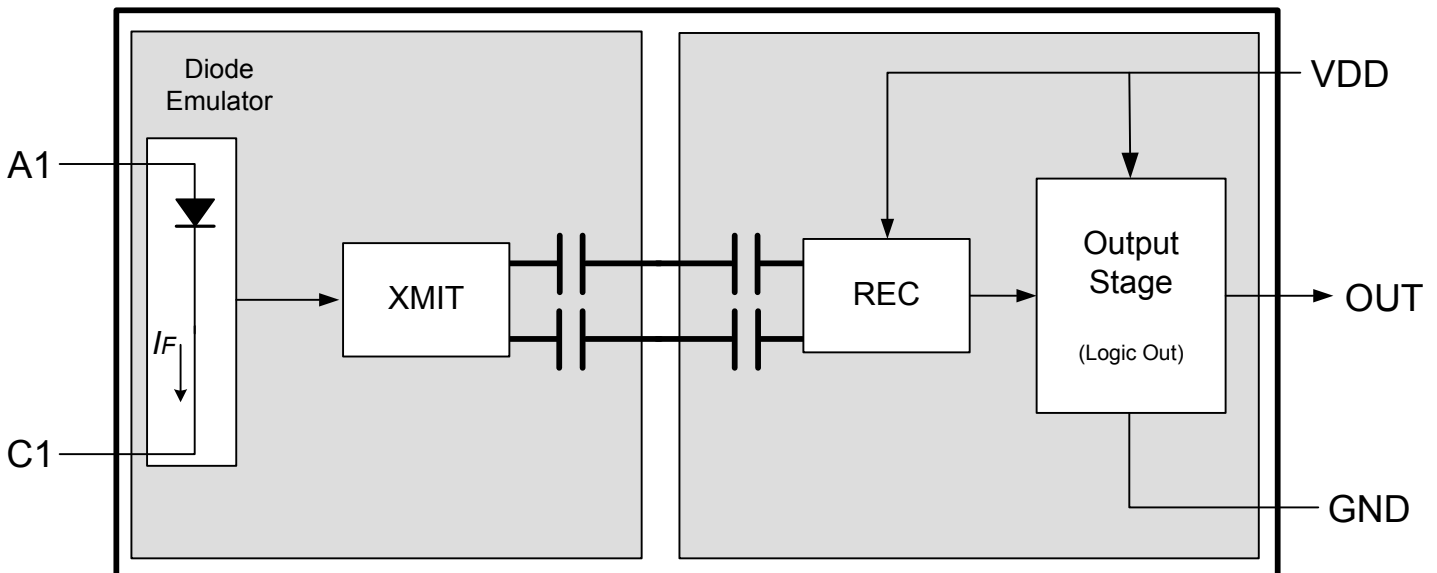 Diode
Emulator
VDD
A1
Output
Stage
XMIT
REC
OUT
IF
(Logic Out)
C1
GND